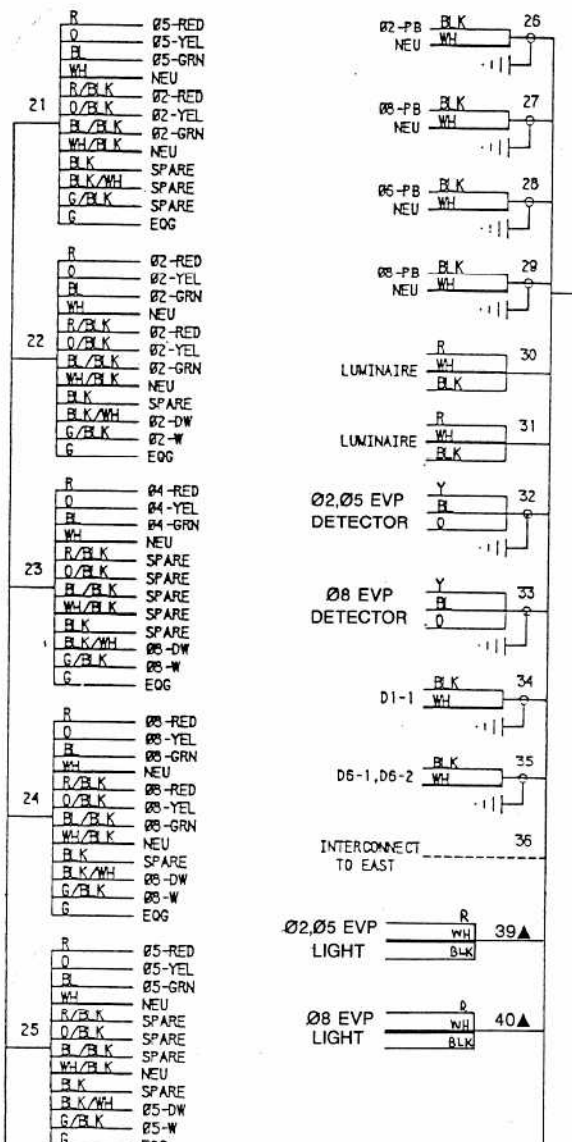 21
R Ø5-RED
O Ø5-YEL
BL Ø5-GRN
WH NEU
R/BLK Ø2-RED
O/BLK Ø2-YEL
BL/BLK Ø2-GRN
WH/BLK NEU
BLK SPARE
BLK/WH SPARE
G/BLK SPARE
G EQG
22
R Ø2-RED
O Ø2-YEL
BL Ø2-GRN
WH NEU
R/BLK Ø2-RED
O/BLK Ø2-YEL
BL/BLK Ø2-GRN
WH/BLK NEU
BLK SPARE
BLK/WH Ø2-DW
G/BLK Ø2-W
G EQG
23
R Ø4-RED
O Ø4-YEL
BL Ø4-GRN
WH NEU
R/BLK SPARE
O/BLK SPARE
BL/BLK SPARE
WH/BLK SPARE
BLK SPARE
BLK/WH Ø8-DW
G/BLK Ø8-W
G EQG
24
R Ø8-RED
O Ø8-YEL
BL Ø8-GRN
WH NEU
R/BLK Ø8-RED
O/BLK Ø8-YEL
BL/BLK Ø8-GRN
WH/BLK NEU
BLK SPARE
BLK/WH Ø8-DW
G/BLK Ø8-W
G EQG
25
R Ø5-RED
O Ø5-YEL
BL Ø5-GRN
WH NEU
R/BLK SPARE
O/BLK SPARE
BL/BLK SPARE
WH/BLK NEU
BLK SPARE
BLK/WH Ø5-DW
G/BLK Ø5-W
G EQG
Ø2-PB BLK 26
NEU WH
Ø8-PB BLK 27
NEU WH
BLK 28
NEU WH
Ø8-PB BLK 29
NEU WH
R 30
LUMINAIRE WH
BLK
R 31
LUMINAIRE WH
BLK
Y 32
Ø2,Ø5 EVP BL
DETECTOR O
Y 33
Ø8 EVP BL
DETECTOR O
BLK 34
D1-1 WH
BLK 35
D6-1,D6-2 WH
INTERCONNECT 36
TO EAST
Ø2,Ø5 EVP R
WH 39▲
LIGHT BLK
Ø8 EVP
WH 40▲
LIGHT BLK